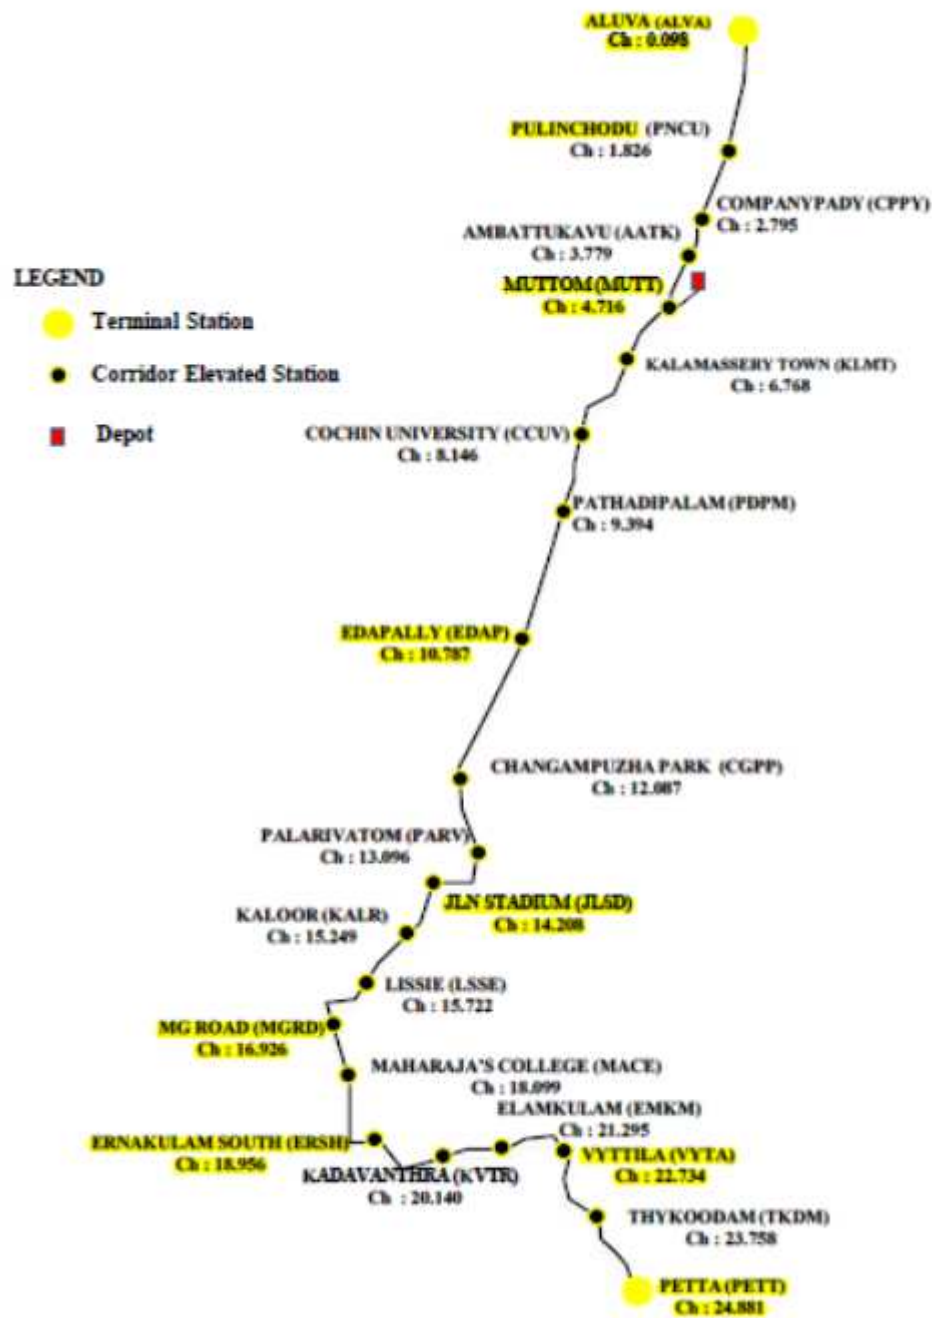 ALUVA (ALVA)
Ch : 0.098
PULINCHODU (PNCU)
Ch : 1.826
COMPANYPADY (CPPY)
Ch : 2.795
AMBATTUKAVU (AATK)
Ch : 3.779
LEGEND
Terminal Station
Corridor Elevated Station
Depot
MUTTOM (MUTT)
Ch : 4.716
KALAMASSERY TOWN (KLMT)
Ch : 6.768
COCHIN UNIVERSITY (CCUV)
Ch : 8.146
PATHADIPALAM (PDPM)
Ch : 9.394
EDAPALLY (EDAP)
Ch : 10.787
CHANGAMPUZHA PARK (CGPP)
Ch : 12.087
PALARIVATOM (PARV)
Ch : 13.096
JLN STADIUM (JLSD)
Ch : 14.208
KALOOR (KALR)
Ch : 15.249
LISSIE (LSSE)
Ch : 15.722
MG ROAD (MGRD)
Ch : 16.926
MAHARAJA'S COLLEGE (MACE)
Ch : 18.099
ERNAKULAM SOUTH (ERSH)
Ch : 18.956
KADAVANTHRA (KVTR)
Ch : 20.140
ELAMKULAM (EMKM)
Ch : 21.295
VYTTILA (VYTA)
Ch : 22.734
THYKOODAM (TKDM)
Ch : 23.758
PETTA (PETT)
Ch : 24.881